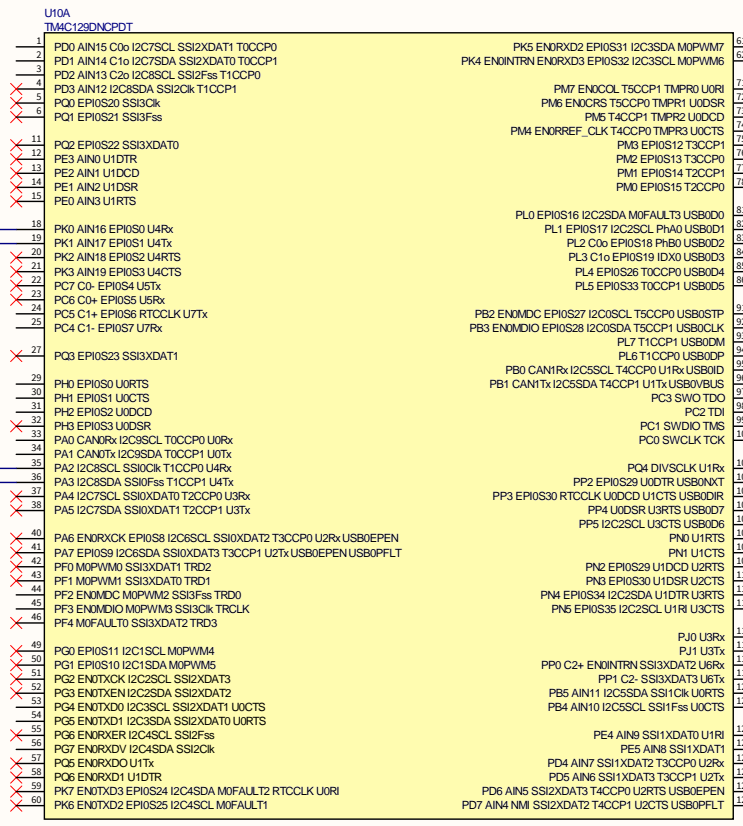 U10A
TM4C129DNCPDT
1 PD0 AIN15 C0o I2C7SCL SSI2XDAT1 T0CCP0
2 PD1 AIN14 C1o I2C7SDA SSI2XDAT0 T0CCP1
3 PD2 AIN13 C2o I2C8SCL SSI2Fss T1CCP0
4 PD3 AIN12 I2C8SDA SSI2Clk T1CCP1
5 PQ0 EPI0S20 SSI3Clk
6 PQ1 EPI0S21 SSI3Fss
11 PQ2 EPI0S22 SSI3XDAT0
12 PE3 AIN0 U1DTR
13 PE2 AIN1 U1DCD
14 PE1 AIN2 U1DSR
15 PE0 AIN3 U1RTS
18 PK0 AIN16 EPI0S0 U4Rx
19 PK1 AIN17 EPI0S1 U4Tx
20 PK2 AIN18 EPI0S2 U4RTS
21 PK3 AIN19 EPI0S3 U4CTS
22 PC7 C0- EPI0S4 U5Tx
23 PC6 C0+ EPI0S5 U5Rx
24 PC5 C1+ EPI0S6 RTCCLK U7Tx
25 PC4 C1- EPI0S7 U7Rx
27 PQ3 EPI0S23 SSI3XDAT1
29 PH0 EPI0S0 U0RTS
30 PH1 EPI0S1 U0CTS
31 PH2 EPI0S2 U0DCD
32 PH3 EPI0S3 U0DSR
33 PA0 CAN0Rx I2C9SCL T0CCP0 U0Rx
34 PA1 CAN0Tx I2C9SDA T0CCP1 U0Tx
35 PA2 I2C8SCL SSI0Clk T1CCP0 U4Rx
36 PA3 I2C8SDA SSI0Fss T1CCP1 U4Tx
37 PA4 I2C7SCL SSI0XDAT0 T2CCP0 U3Rx
38 PA5 I2C7SDA SSI0XDAT1 T2CCP1 U3Tx
40 PA6 EN0RXCK EPI0S8 I2C6SCL SSI0XDAT2 T3CCP0 U2Rx USB0EPEN
41 PA7 EPI0S9 I2C6SDA SSI0XDAT3 T3CCP1 U2Tx USB0EPEN USB0PFLT
42 PF0 M0PWM0 SSI3XDAT1 TRD2
43 PF1 M0PWM1 SSI3XDAT0 TRD1
44 PF2 EN0MDC M0PWM2 SSI3Fss TRD0
45 PF3 EN0MDIO M0PWM3 SSI3Clk TRCLK
46 PF4 M0FAULT0 SSI3XDAT2 TRD3
49 PG0 EPI0S11 I2C1SCL M0PWM4
50 PG1 EPI0S10 I2C1SDA M0PWM5
51 PG2 EN0TXCK I2C2SCL SSI2XDAT3
52 PG3 EN0TXEN I2C2SDA SSI2XDAT2
53 PG4 EN0TXD0 I2C3SCL SSI2XDAT1 U0CTS
54 PG5 EN0TXD1 I2C3SDA SSI2XDAT0 U0RTS
55 PG6 EN0RXER I2C4SCL SSI2Fss
56 PG7 EN0RXDV I2C4SDA SSI2Clk
57 PQ5 EN0RXD0 U1Tx
58 PQ6 EN0RXD1 U1DTR
59 PK7 EN0TXD3 EPI0S24 I2C4SDA M0FAULT2 RTCCLK U0RI
60 PK6 EN0TXD2 EPI0S25 I2C4SCL M0FAULT1
PK5 EN0RXD2 EPI0S31 I2C3SDA M0PWM7
PK4 EN0INTRN EN0RXD3 EPI0S32 I2C3SCL M0PWM6
PM7 EN0COL T5CCP1 TMPR0 U0RI
PM6 EN0CRS T5CCP0 TMPR1 U0DSR
PM5 T4CCP1 TMPR2 U0DCD
PM4 EN0RREF_CLK T4CCP0 TMPR3 U0CTS
PM3 EPI0S12 T3CCP1
PM2 EPI0S13 T3CCP0
PM1 EPI0S14 T2CCP1
PM0 EPI0S15 T2CCP0
PL0 EPI0S16 I2C2SDA M0FAULT3 USB0D0
PL1 EPI0S17 I2C2SCL PhA0 USB0D1
PL2 C0o EPI0S18 PhB0 USB0D2
PL3 C1o EPI0S19 IDX0 USB0D3
PL4 EPI0S26 T0CCP0 USB0D4
PL5 EPI0S33 T0CCP1 USB0D5
PB2 EN0MDC EPI0S27 I2C0SCL T5CCP0 USB0STP
PB3 EN0MDIO EPI0S28 I2C0SDA T5CCP1 USB0CLK
PL7 T1CCP1 USB0DM
PL6 T1CCP0 USB0DP
PB0 CAN1Rx I2C5SCL T4CCP0 U1Rx USB0ID
PB1 CAN1Tx I2C5SDA T4CCP1 U1Tx USB0VBUS
PC3 SWO TDO
PC2 TDI
PC1 SWDIO TMS
PC0 SWCLK TCK
PQ4 DIVSCLK U1Rx
PP2 EPI0S29 U0DTR USB0NXT
PP3 EPI0S30 RTCCLK U0DCD U1CTS USB0DIR
PP4 U0DSR U3RTS USB0D7
PP5 I2C2SCL U3CTS USB0D6
PN0 U1RTS
PN1 U1CTS
PN2 EPI0S29 U1DCD U2RTS
PN3 EPI0S30 U1DSR U2CTS
PN4 EPI0S34 I2C2SDA U1DTR U3RTS
PN5 EPI0S35 I2C2SCL U1RI U3CTS
PJ0 U3Rx
PJ1 U3Tx
PP0 C2+ EN0INTRN SSI3XDAT2 U6Rx
PP1 C2- SSI3XDAT3 U6Tx
PB5 AIN11 I2C5SDA SSI1Clk U0RTS
PB4 AIN10 I2C5SCL SSI1Fss U0CTS
PE4 AIN9 SSI1XDAT0 U1RI
PE5 AIN8 SSI1XDAT1
PD4 AIN7 SSI1XDAT2 T3CCP0 U2Rx
PD5 AIN6 SSI1XDAT3 T3CCP1 U2Tx
PD6 AIN5 SSI2XDAT3 T4CCP0 U2RTS USB0EPEN
PD7 AIN4 NMI SSI2XDAT2 T4CCP1 U2CTS USB0PFLT